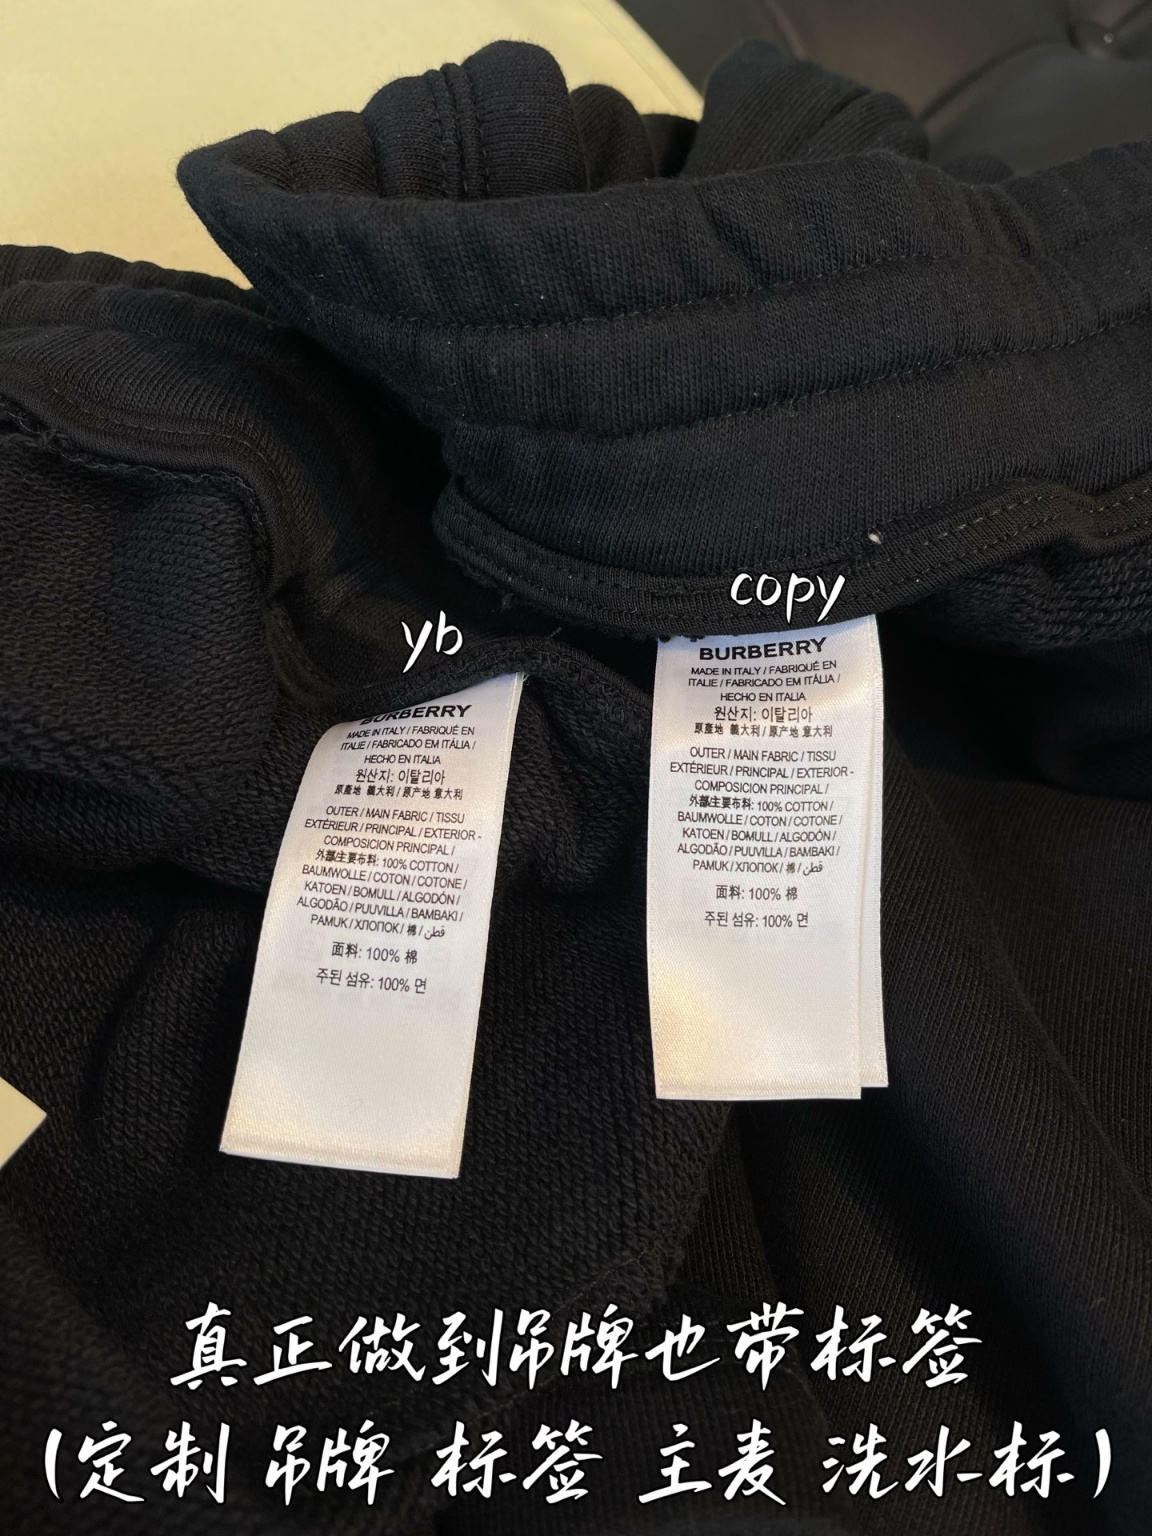 yb
BURBERRY
MADE IN ITALY / FABRIQUÉ EN
ITALIE / FABRICADO EM ITÁLIA /
HECHO EN ITALIA
원산지: 이탈리아
原產地 義大利 / 原产地 意大利
OUTER / MAIN FABRIC / TISSU
EXTÉRIEUR / PRINCIPAL / EXTERIOR -
COMPOSICION PRINCIPAL /
外部/主要布料: 100% COTTON /
BAUMWOLLE / COTON / COTONE /
KATOEN / BOMULL / ALGODÓN /
ALGODÃO / PUUVILLA / BAMBAKI /
PAMUK / ХЛОПОК / 棉 / قطن
面料: 100% 棉
주된 섬유: 100% 면
copy
BURBERRY
MADE IN ITALY / FABRIQUÉ EN
ITALIE / FABRICADO EM ITÁLIA /
HECHO EN ITALIA
원산지: 이탈리아
原產地 義大利 / 原产地 意大利
OUTER / MAIN FABRIC / TISSU
EXTÉRIEUR / PRINCIPAL / EXTERIOR -
COMPOSICION PRINCIPAL /
外部/主要布料: 100% COTTON /
BAUMWOLLE / COTON / COTONE /
KATOEN / BOMULL / ALGODÓN /
ALGODÃO / PUUVILLA / BAMBAKI /
PAMUK / ХЛОПОК / 棉 / قطن
面料: 100% 棉
주된 섬유: 100% 면
真正做到吊牌也带标签
(定制 吊牌 标签 主麦 洗水标)